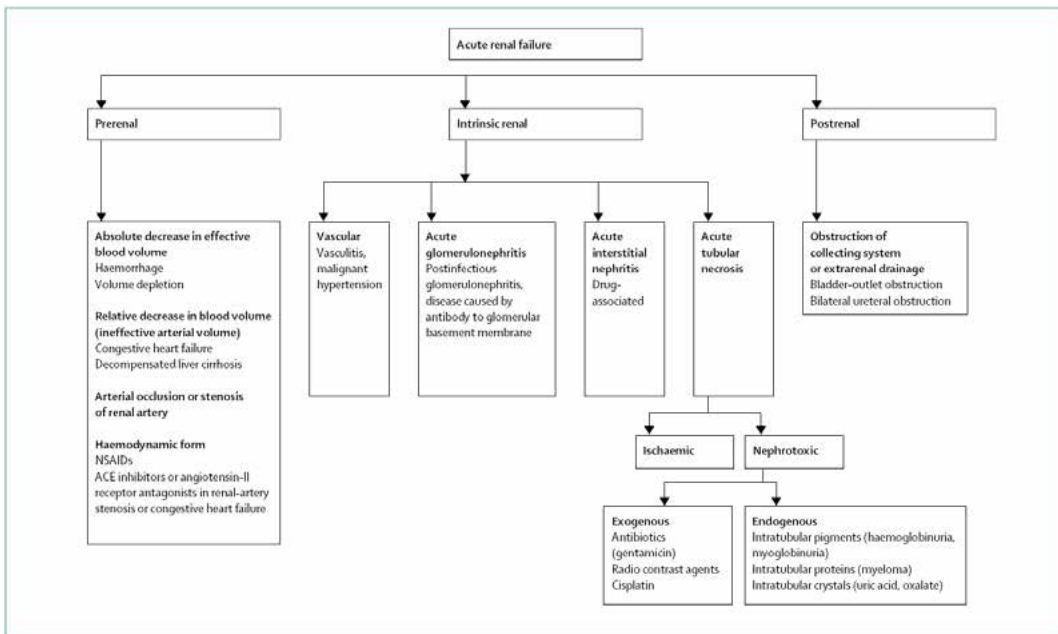 Acute renal failure
Prerenal
Intrinsic renal
Postrenal
Absolute decrease in effective
blood volume
Haemorrhage
Volume depletion
Relative decrease in blood volume
(ineffective arterial volume)
Congestive heart failure
Decompensated liver cirrhosis
Arterial occlusion or stenosis
of renal artery
Haemodynamic form
NSAIDs
ACE inhibitors or angiotensin-II
receptor antagonists in renal-artery
stenosis or congestive heart failure
Vascular
Vasculitis,
malignant
hypertension
Acute
glomerulonephritis
Postinfectious
glomerulonephritis,
disease caused by
antibody to glomerular
basement membrane
Acute
interstitial
nephritis
Drug-
associated
Acute
tubular
necrosis
Obstruction of
collecting system
or extrarenal drainage
Bladder-outlet obstruction
Bilateral ureteral obstruction
Ischaemic
Nephrotoxic
Exogenous
Antibiotics
(gentamicin)
Radio contrast agents
Cisplatin
Endogenous
Intratubular pigments (haemoglobinuria,
myoglobinuria)
Intratubular proteins (myeloma)
Intratubular crystals (uric acid, oxalate)